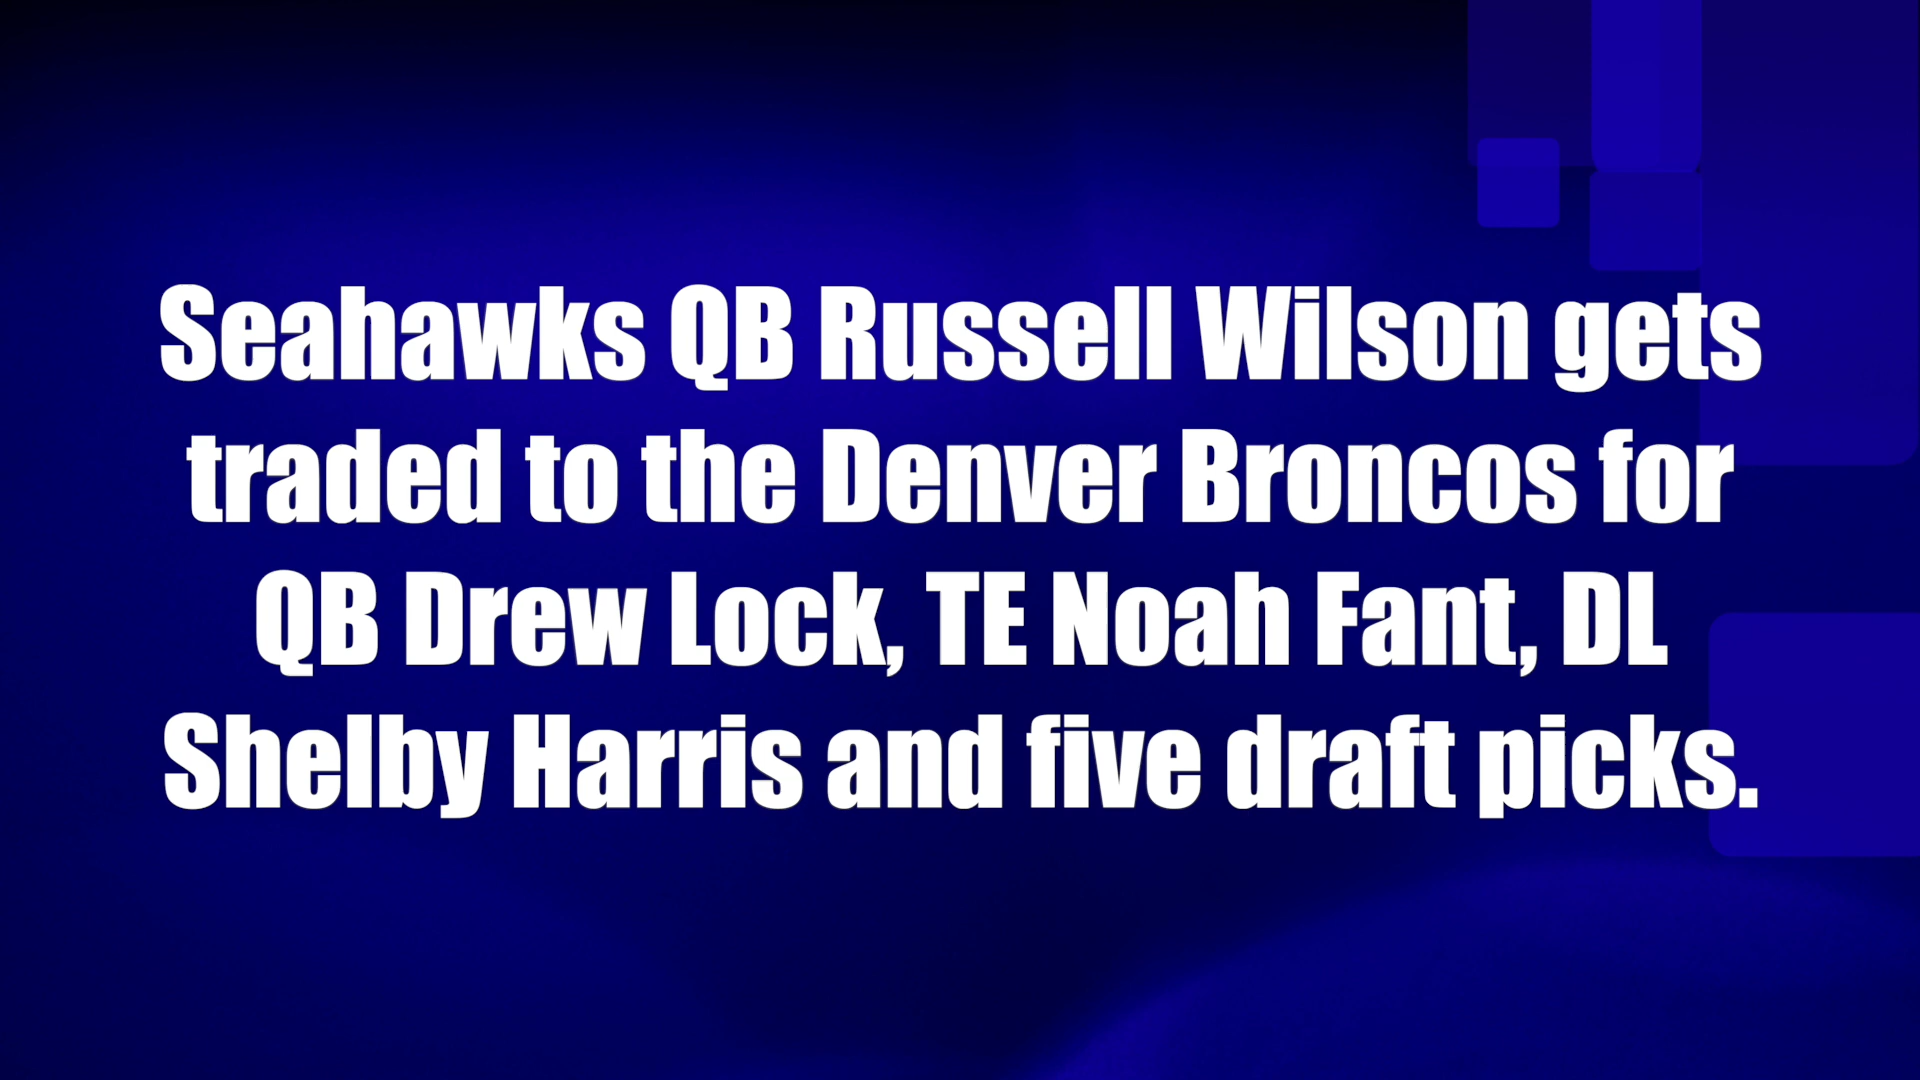 Seahawks QB Russell Wilson gets
traded to the Denver Broncos for
QB Drew Lock, TE Noah Fant, DL
Shelby Harris and five draft picks.